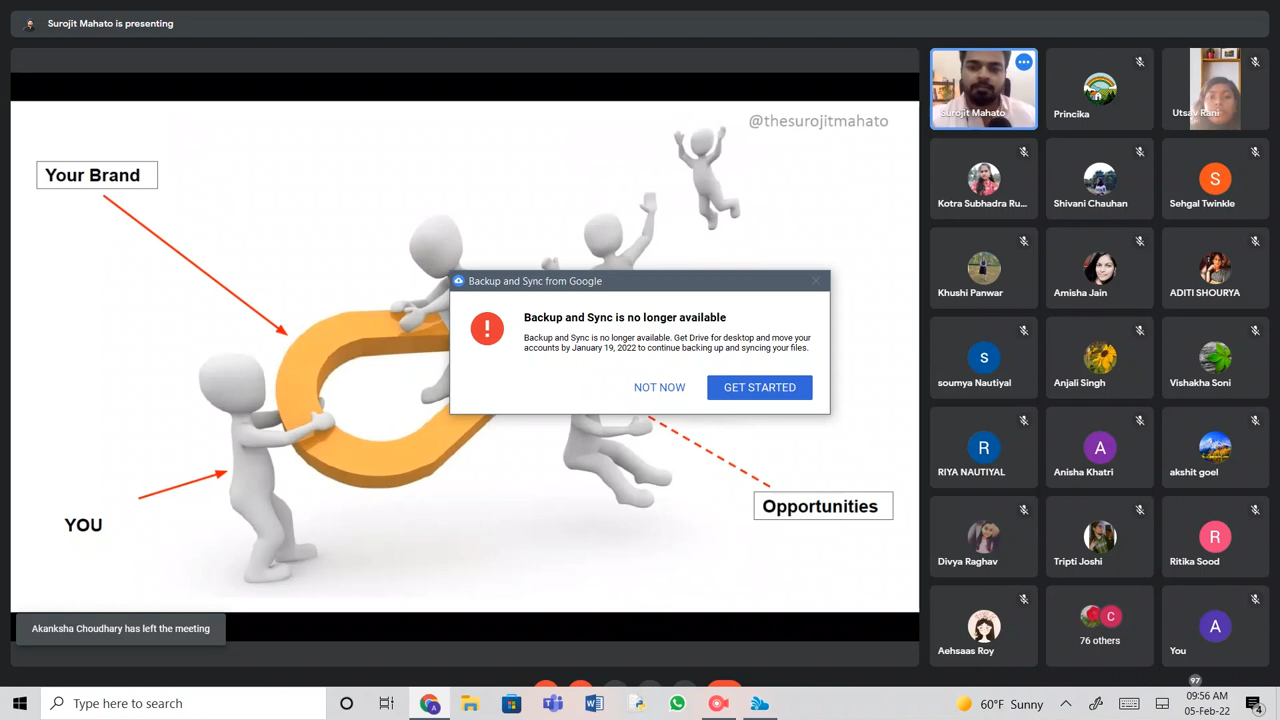 Surojit Mahato is presenting
@thesurojitmahato
Your Brand
YOU
Opportunities
Backup and Sync from Google
Backup and Sync is no longer available
Backup and Sync is no longer available. Get Drive for desktop and move your
accounts by January 19, 2022 to continue backing up and syncing your files.
NOT NOW
GET STARTED
Akanksha Choudhary has left the meeting
Surojit Mahato
Princika
Utsav Rani
Kotra Subhadra Ru...
Shivani Chauhan
S
Sehgal Twinkle
Khushi Panwar
Amisha Jain
ADITI SHOURYA
s
soumya Nautiyal
Anjali Singh
Vishakha Soni
R
RIYA NAUTIYAL
A
Anisha Khatri
akshit goel
Divya Raghav
Tripti Joshi
R
Ritika Sood
Aehsaas Roy
C
76 others
A
You
97
Type here to search
60°F Sunny
09:56 AM
05-Feb-22
4